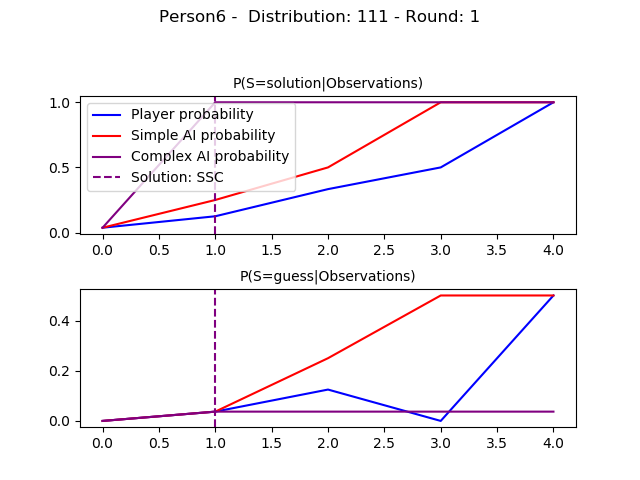 Person6 - Distribution: 111 - Round: 1
P(S=solution|Observations)
1.0
0.5
0.0
Player probability
Simple AI probability
Complex AI probability
Solution: SSC
0.0 0.5 1.0 1.5 2.0 2.5 3.0 3.5 4.0
P(S=guess|Observations)
0.4
0.2
0.0
0.0 0.5 1.0 1.5 2.0 2.5 3.0 3.5 4.0